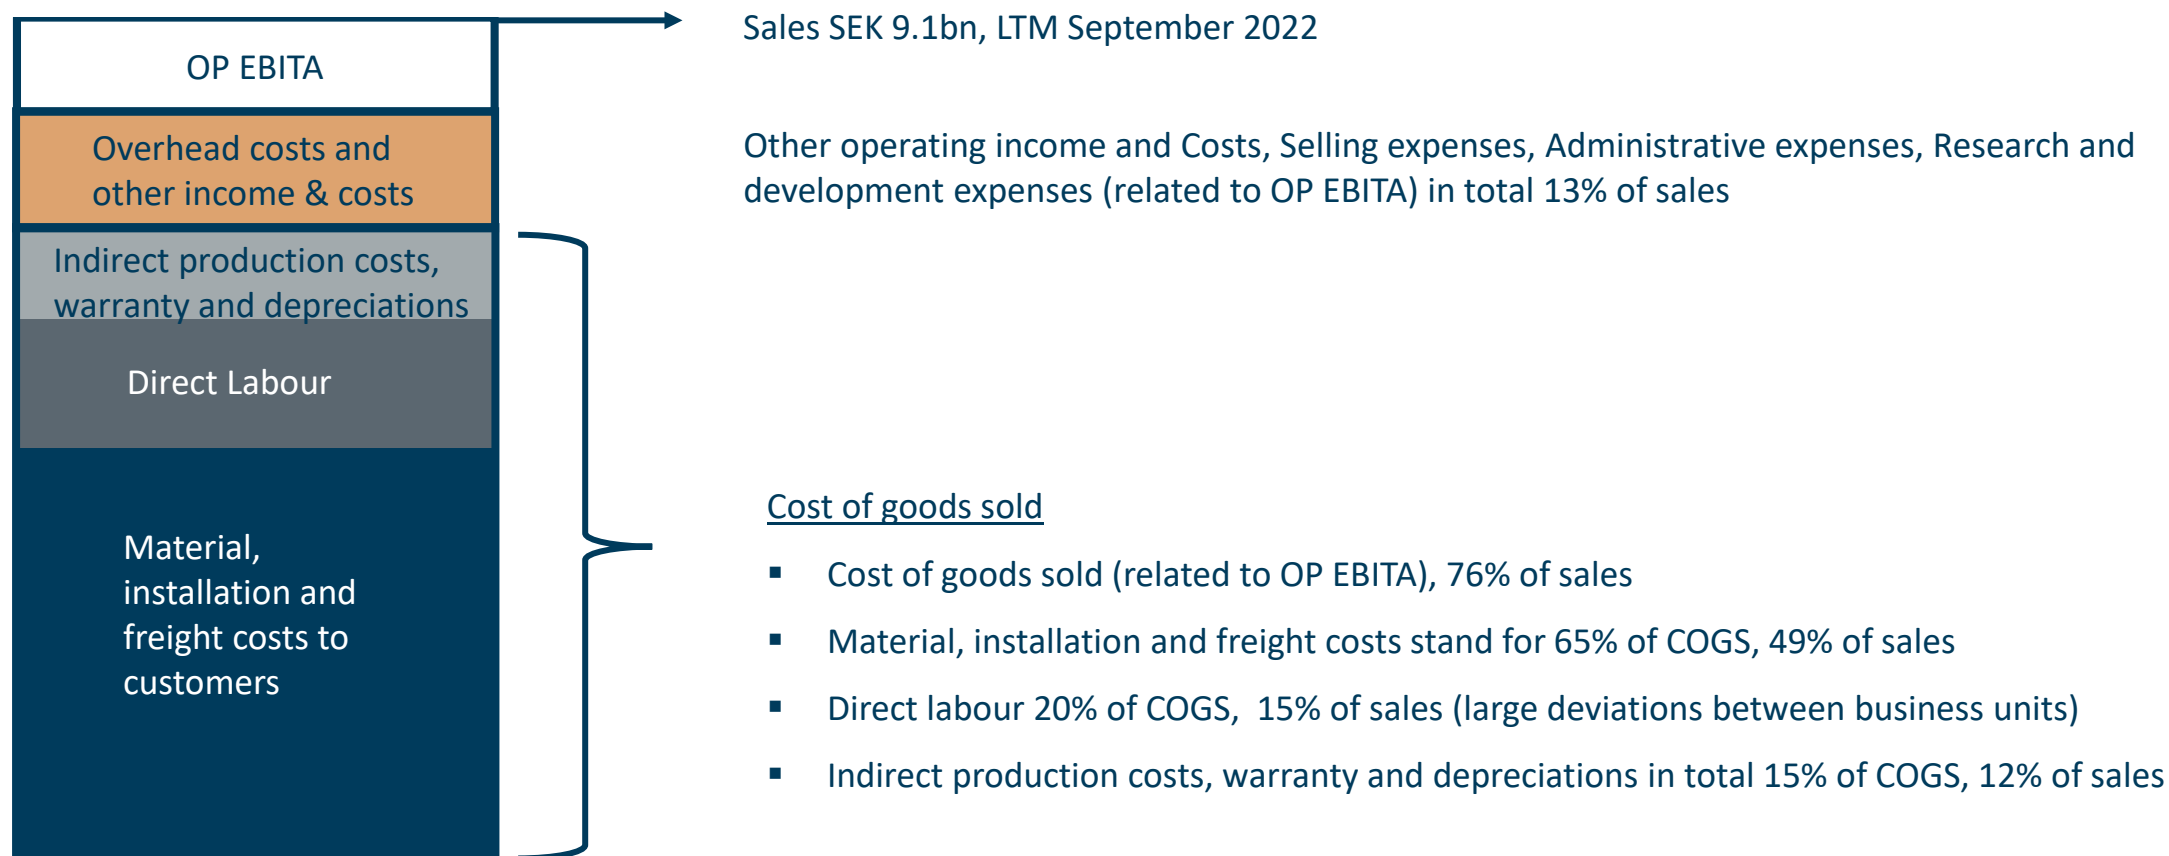 OP EBITA
Sales SEK 9.1bn, LTM September 2022
Overhead costs and
other income & costs
Other operating income and Costs, Selling expenses, Administrative expenses, Research and
development expenses (related to OP EBITA) in total 13% of sales
Indirect production costs,
warranty and depreciations
Direct Labour
Material,
installation and
freight costs to
customers
Cost of goods sold
▪ Cost of goods sold (related to OP EBITA), 76% of sales
▪ Material, installation and freight costs stand for 65% of COGS, 49% of sales
▪ Direct labour 20% of COGS,  15% of sales (large deviations between business units)
▪ Indirect production costs, warranty and depreciations in total 15% of COGS, 12% of sales